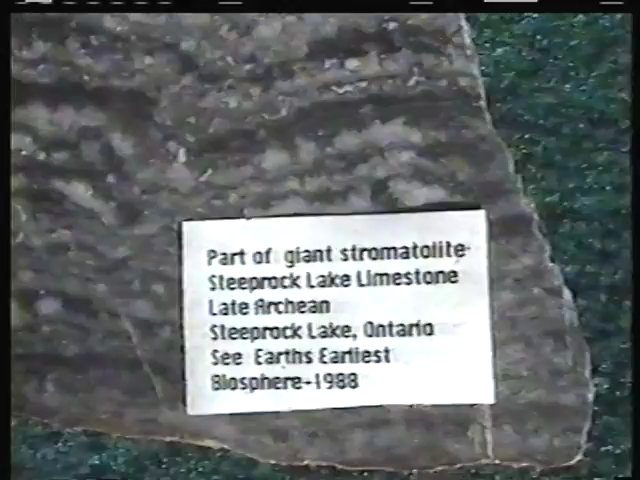 Part of giant stromatolite-
Steeprock Lake Limestone
Late Archean
Steeprock Lake, Ontario
See Earths Earliest
Biosphere-1988